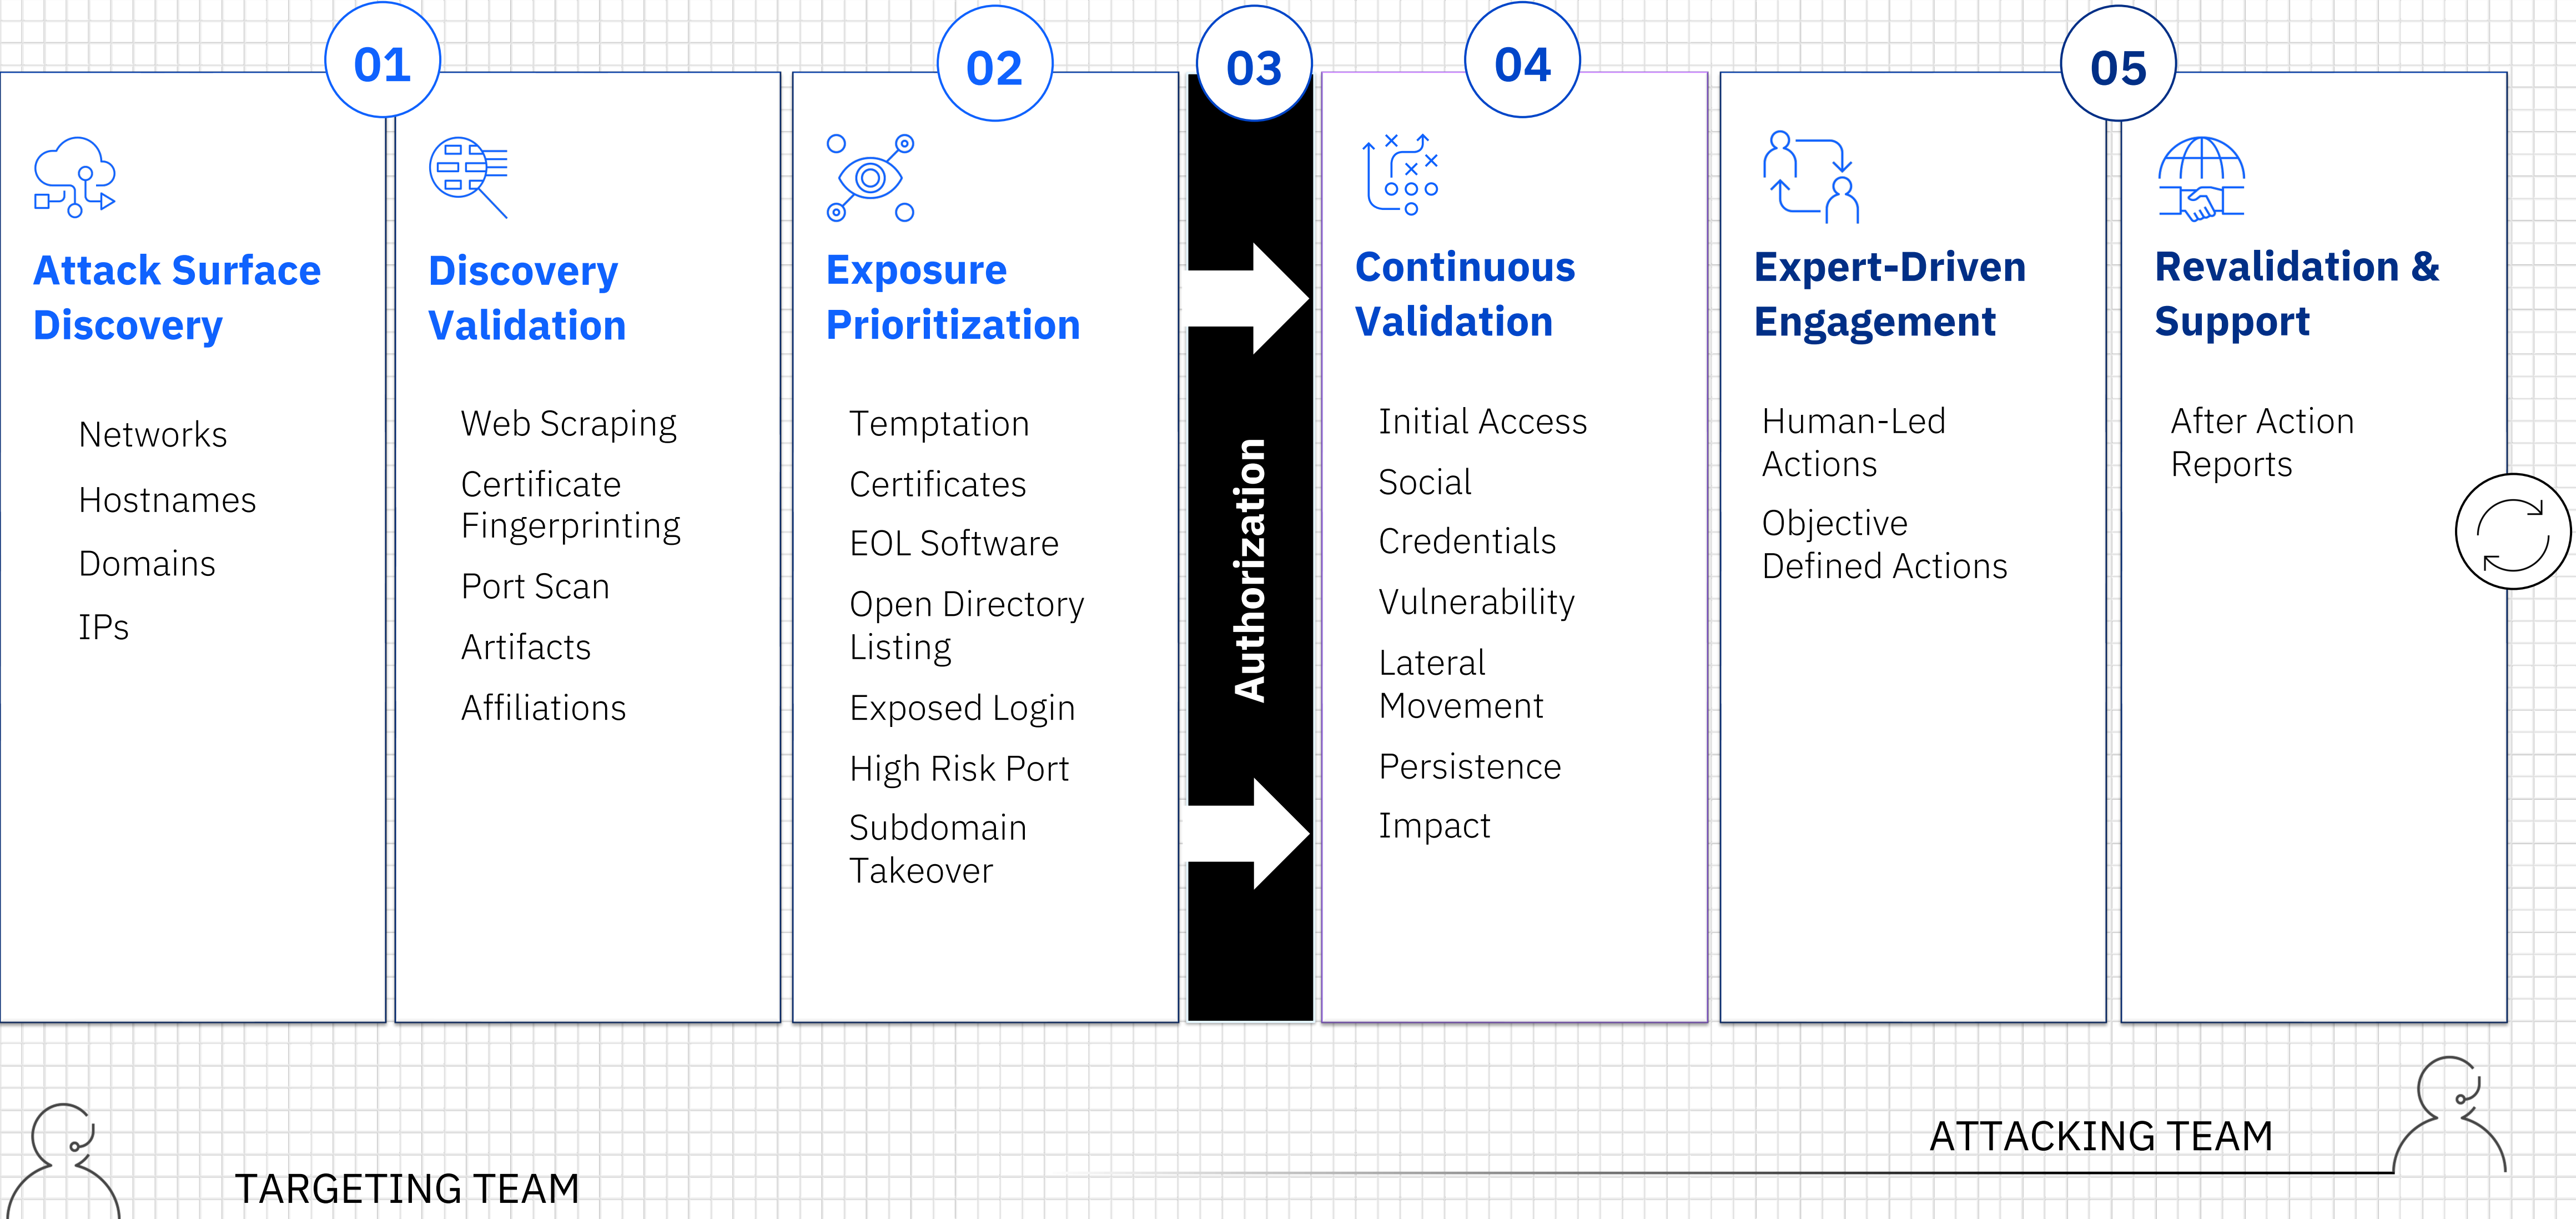 01
Attack Surface
Discovery
Networks
Hostnames
Domains
IPs
Discovery
Validation
Web Scraping
Certificate
Fingerprinting
Port Scan
Artifacts
Affiliations
02
Exposure
Prioritization
Temptation
Certificates
EOL Software
Open Directory
Listing
Exposed Login
High Risk Port
Subdomain
Takeover
03
Authorization
04
Continuous
Validation
Initial Access
Social
Credentials
Vulnerability
Lateral
Movement
Persistence
Impact
05
Expert-Driven
Engagement
Human-Led
Actions
Objective
Defined Actions
Revalidation &
Support
After Action
Reports
TARGETING TEAM
ATTACKING TEAM